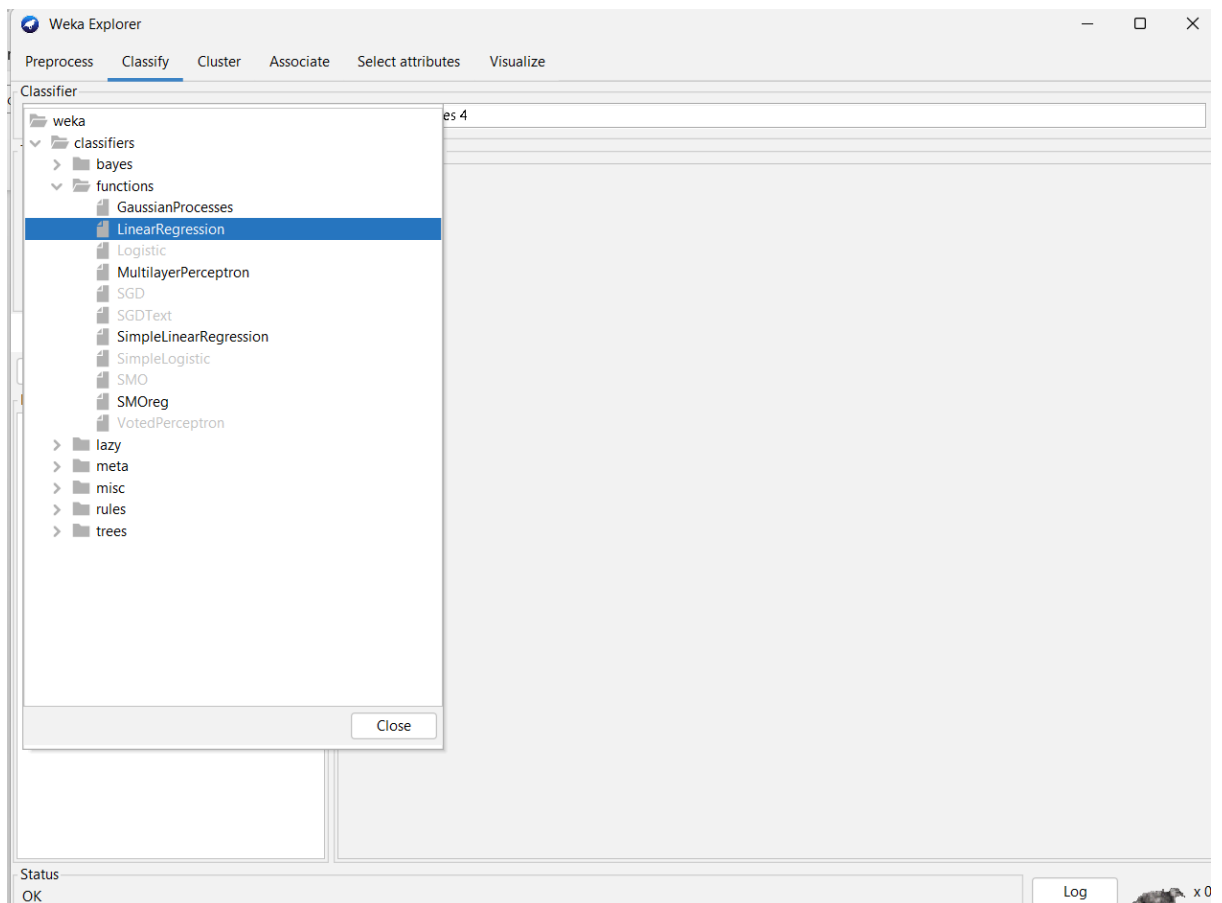 Weka Explorer
Preprocess Classify Cluster Associate Select attributes Visualize
Classifier
es 4
weka
classifiers
bayes
functions
GaussianProcesses
LinearRegression
Logistic
MultilayerPerceptron
SGD
SGDText
SimpleLinearRegression
SimpleLogistic
SMO
SMOreg
VotedPerceptron
lazy
meta
misc
rules
trees
Close
Status
OK
Log x 0